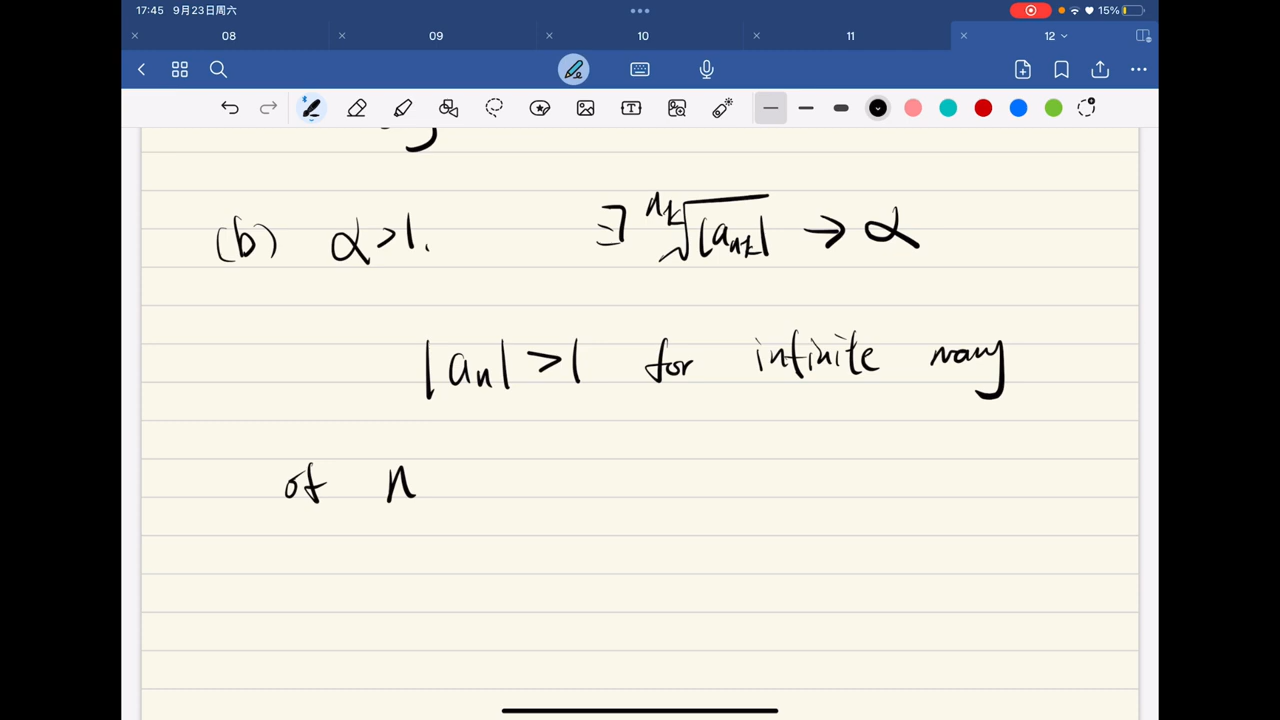 17:45 9月23日周六
15%
08 09 10 11 12
(b) α>1. ∃ ⁿᵏ√|aₙₖ| → α
|aₙ| >1 for infinite many
of n